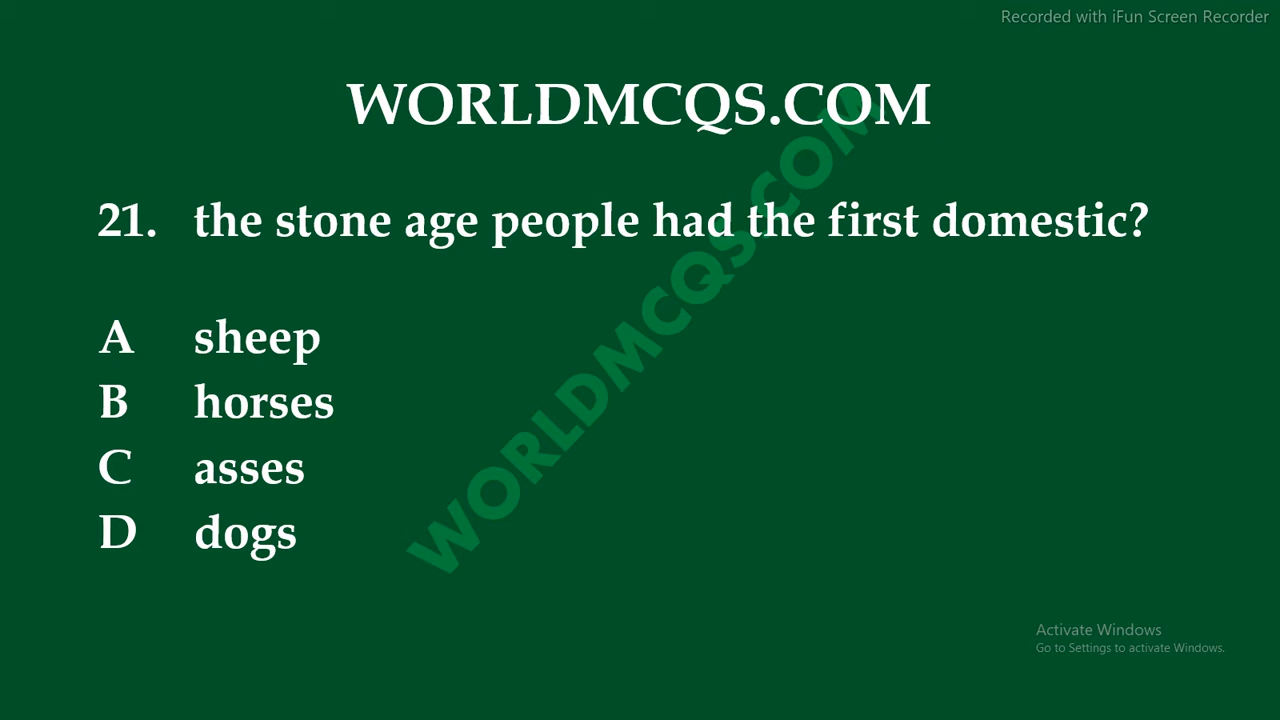 Recorded with iFun Screen Recorder
WORLDMCQS.COM
21. the stone age people had the first domestic?
A sheep
B horses
C asses
D dogs
WORLDMCQS.COM
Activate Windows
Go to Settings to activate Windows.